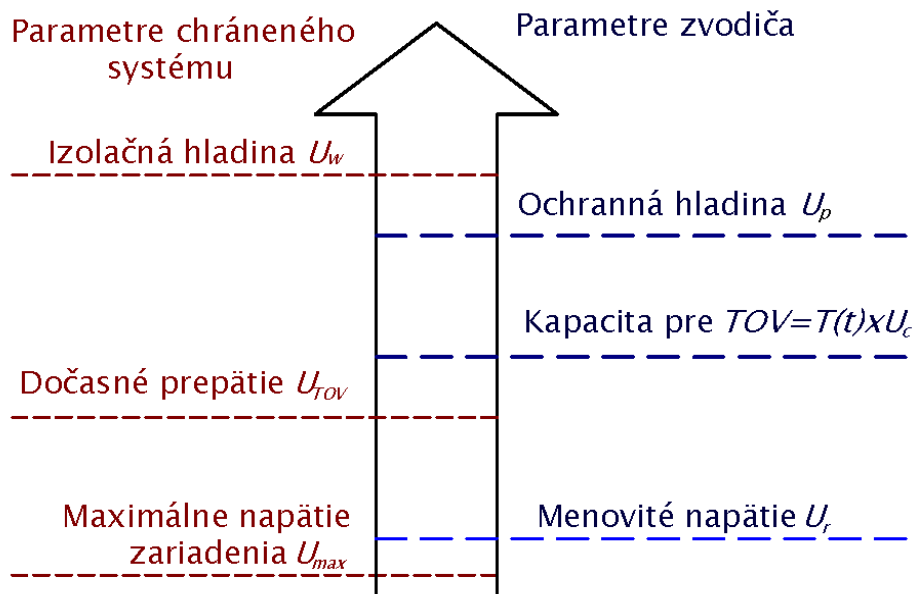 Parametre chráneného
systému
Parametre zvodiča
Izolačná hladina Uw
Ochranná hladina Up
Kapacita pre TOV=T(t)xUc
Dočasné prepätie UTOV
Maximálne napätie
zariadenia Umax
Menovité napätie Ur